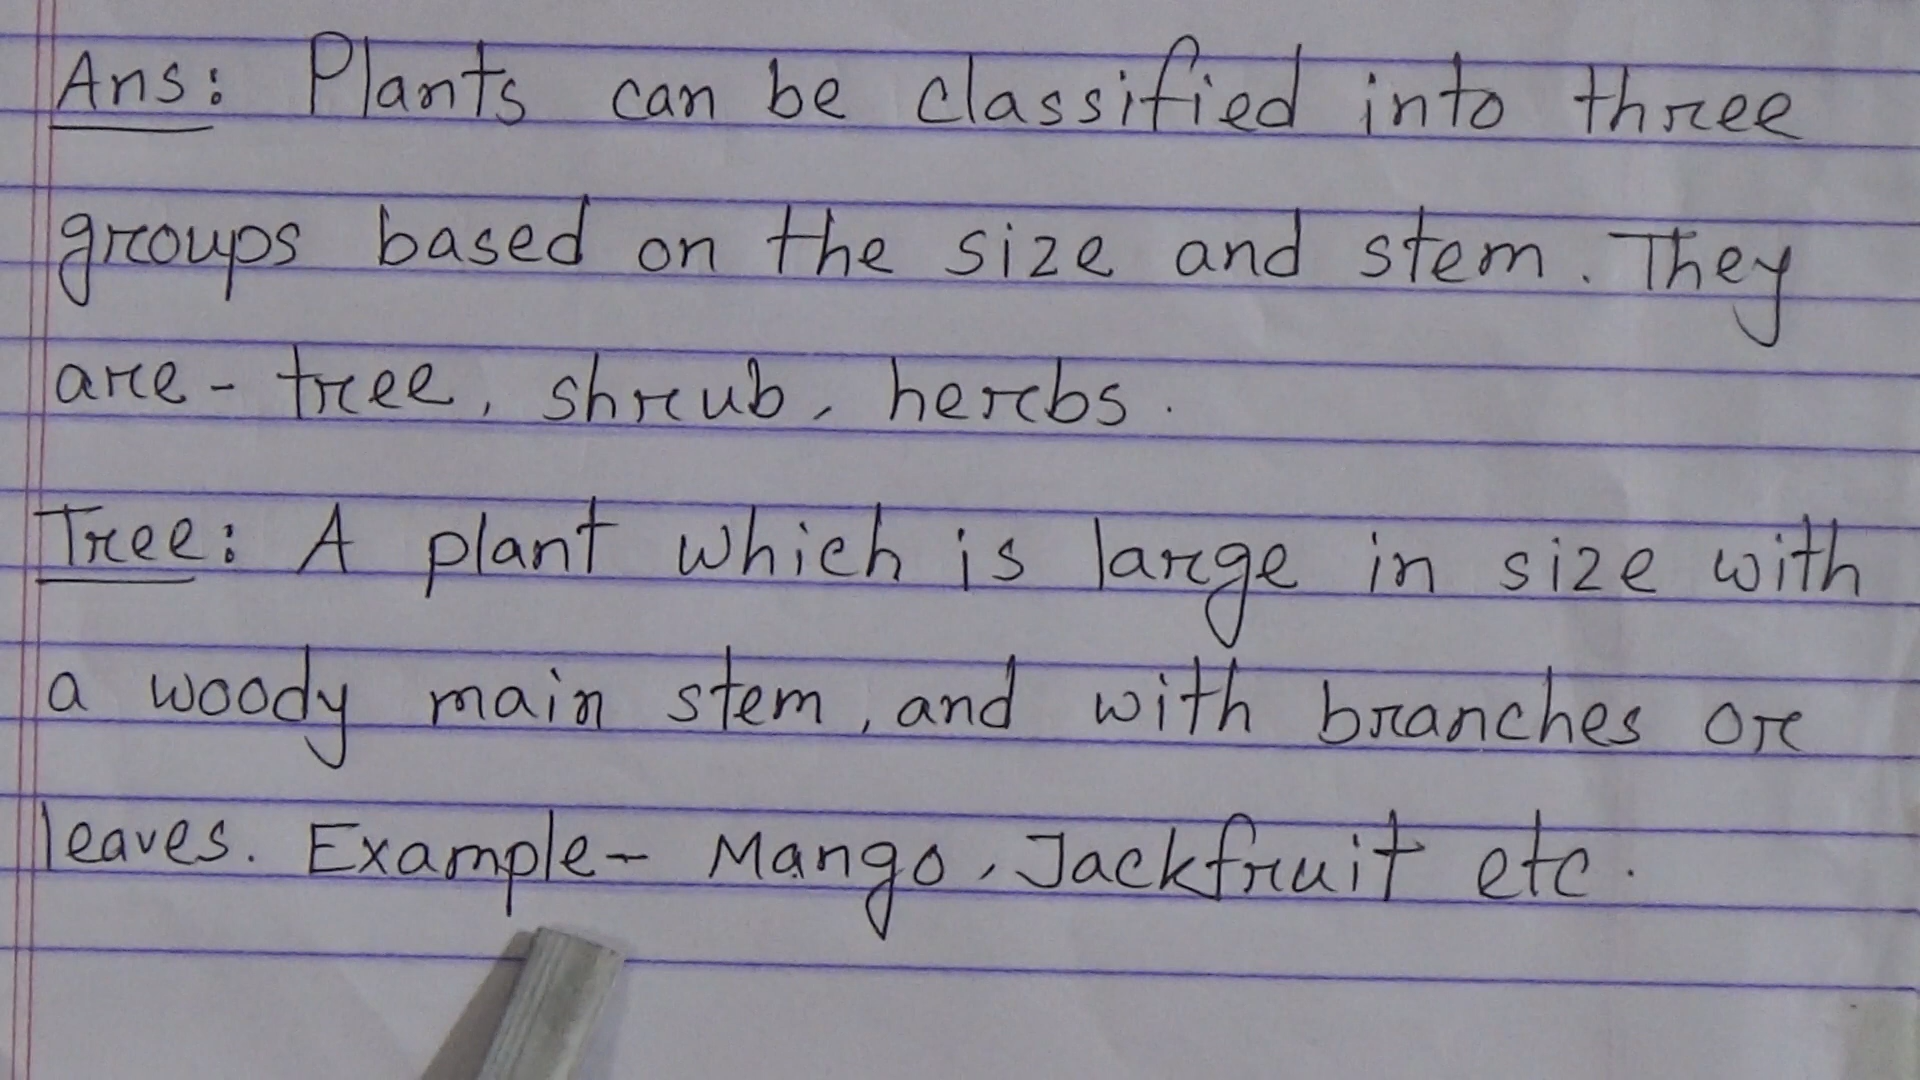 Ans: Plants can be classified into three
groups based on the size and stem. They
are - tree, shrub, herbs.
Tree: A plant which is large in size with
a woody main stem, and with branches or
leaves. Example- Mango, Jackfruit etc.